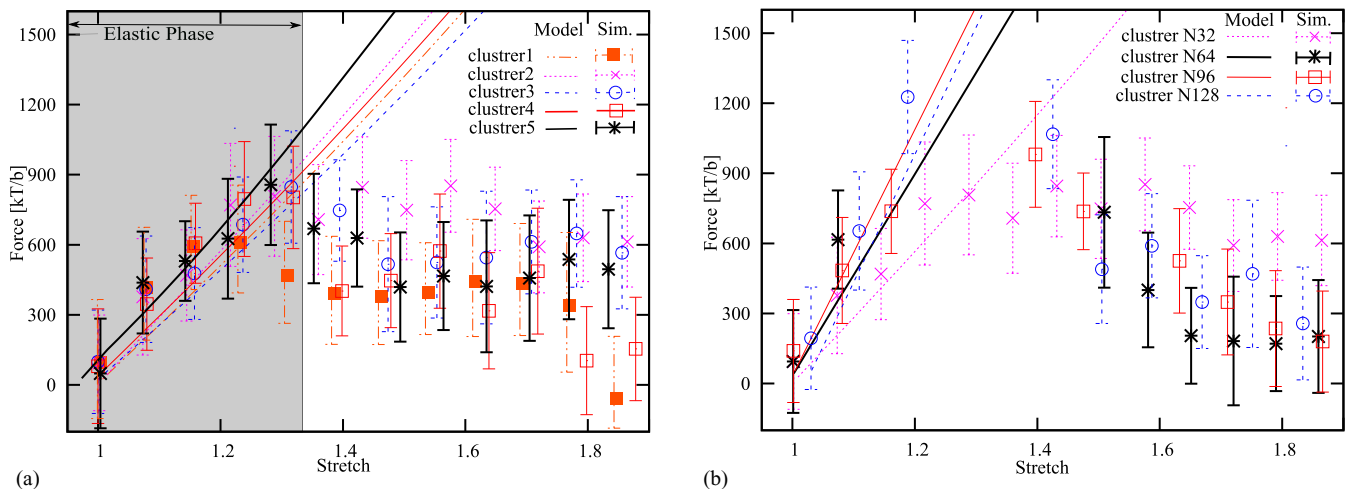 1600 1600
Elastic Phase Model Sim. Model Sim.
clustrer1 clustrer N32
clustrer2 clustrer N64
clustrer3 clustrer N96
clustrer4 clustrer N128
clustrer5
1200 1200
Force [kT/b] Force [kT/b]
900 900
600 600
300 300
0 0
1 1.2 1.4 1.6 1.8 1 1.2 1.4 1.6 1.8
(a) Stretch (b) Stretch